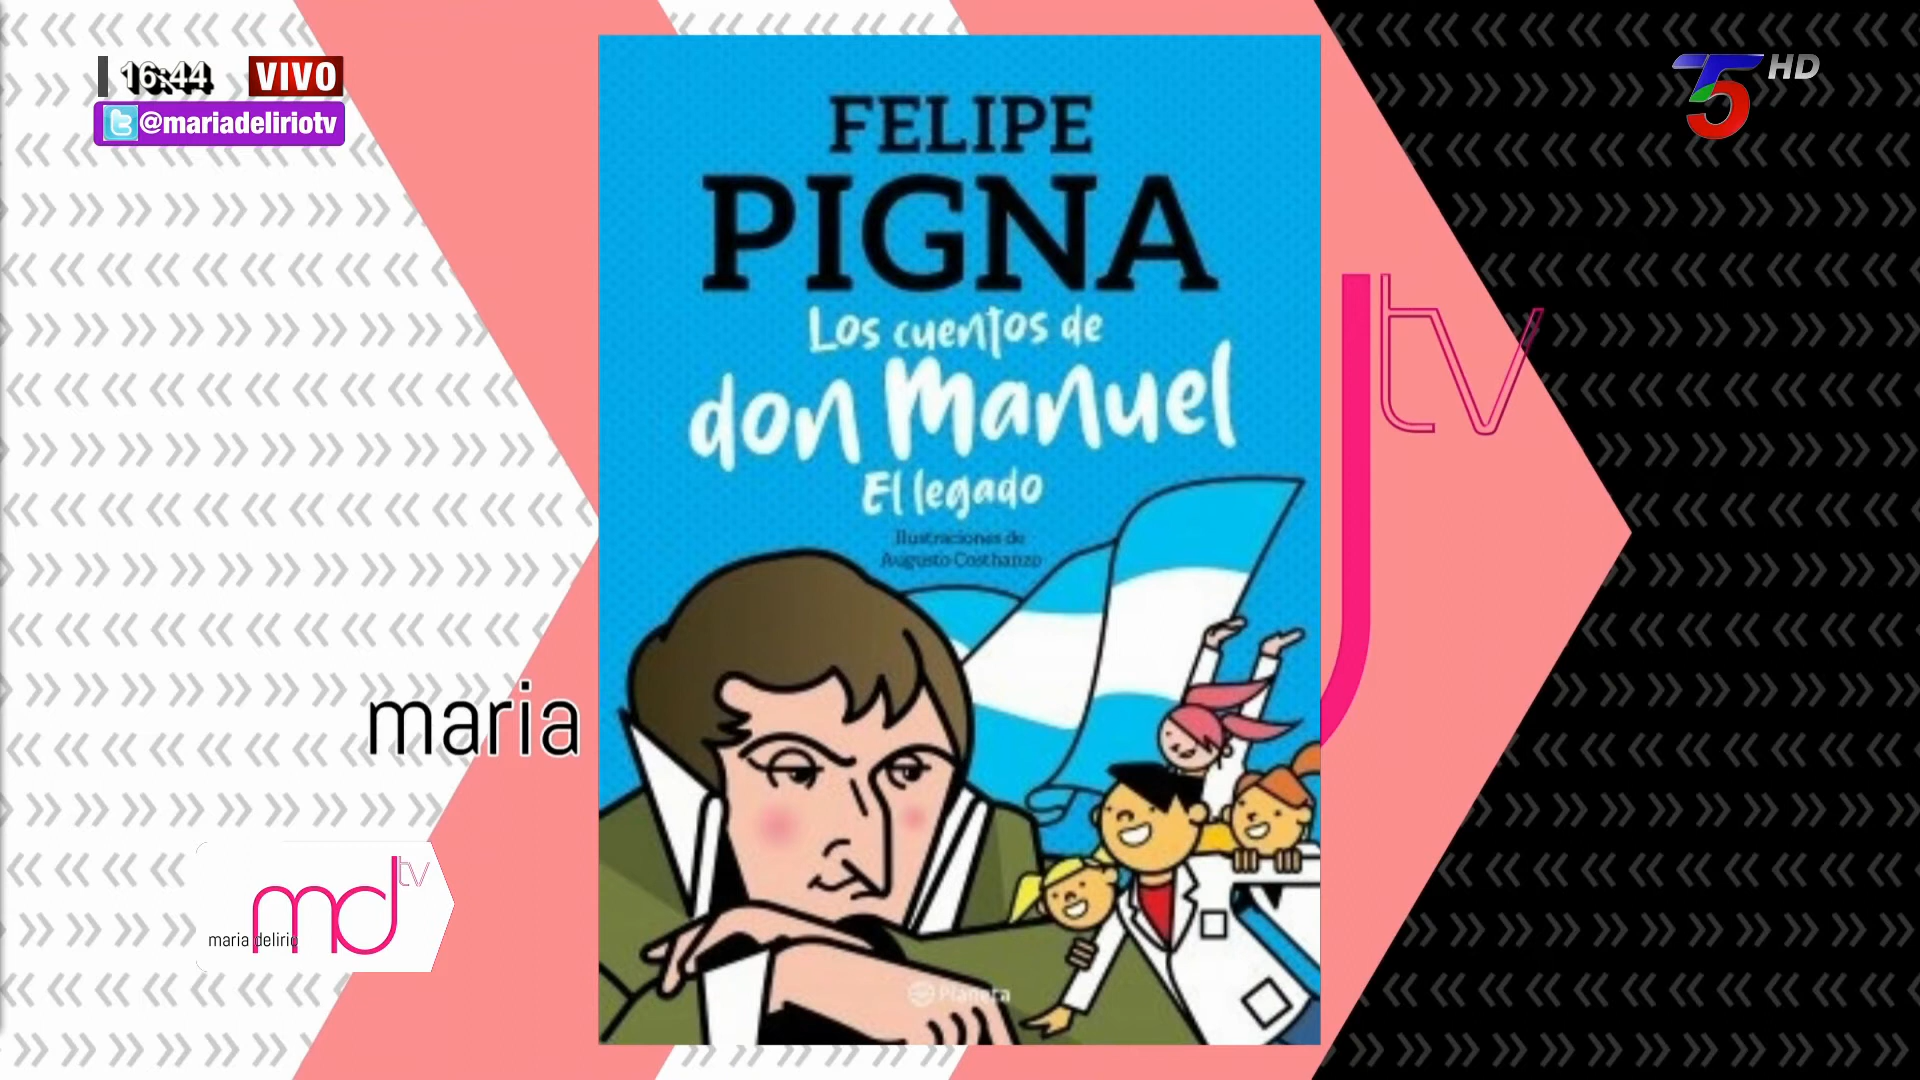 16:44 VIVO
@mariadeliriotv
5 HD
FELIPE
PIGNA
Los cuentos de
don Manuel
El legado
Ilustraciones de
Augusto Costhanzo
tv
maria
md tv
maria delirio
Planeta